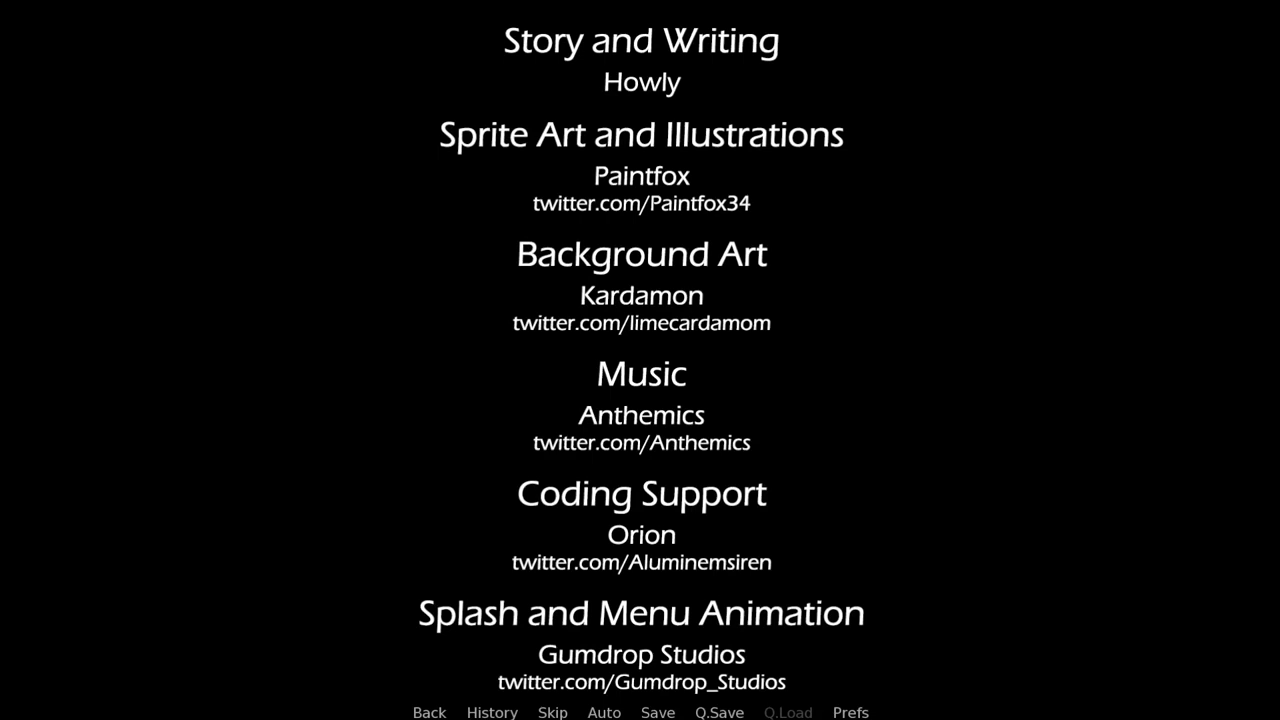 Story and Writing
Howly
Sprite Art and Illustrations
Paintfox
twitter.com/Paintfox34
Background Art
Kardamon
twitter.com/limecardamom
Music
Anthemics
twitter.com/Anthemics
Coding Support
Orion
twitter.com/Aluminemsiren
Splash and Menu Animation
Gumdrop Studios
twitter.com/Gumdrop_Studios
Back History Skip Auto Save Q.Save Q.Load Prefs